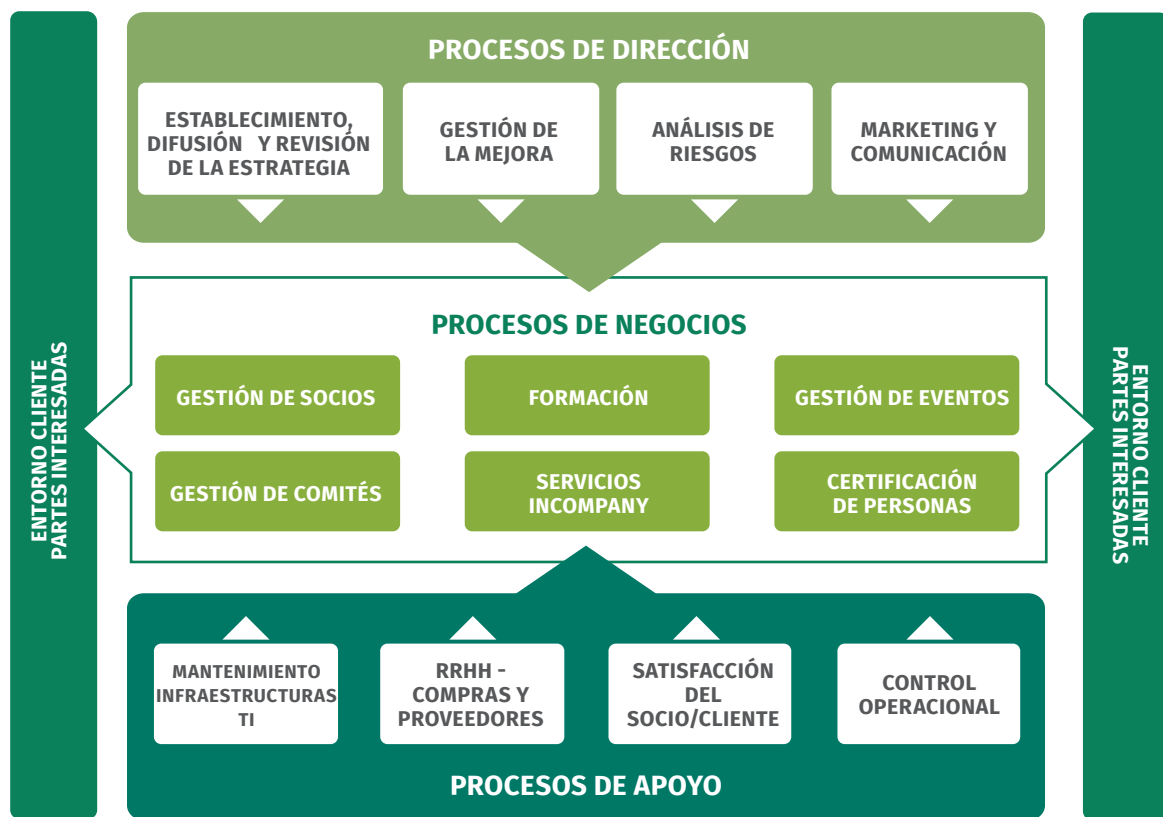 PROCESOS DE DIRECCIÓN
ESTABLECIMIENTO,
DIFUSIÓN Y REVISIÓN
DE LA ESTRATEGIA
GESTIÓN DE
LA MEJORA
ANÁLISIS DE
RIESGOS
MARKETING Y
COMUNICACIÓN
ENTORNO CLIENTE
PARTES INTERESADAS
PROCESOS DE NEGOCIOS
GESTIÓN DE SOCIOS
FORMACIÓN
GESTIÓN DE EVENTOS
GESTIÓN DE COMITÉS
SERVICIOS
INCOMPANY
CERTIFICACIÓN
DE PERSONAS
ENTORNO CLIENTE
PARTES INTERESADAS
MANTENIMIENTO
INFRAESTRUCTURAS
TI
RRHH -
COMPRAS Y
PROVEEDORES
SATISFACCIÓN
DEL
SOCIO/CLIENTE
CONTROL
OPERACIONAL
PROCESOS DE APOYO